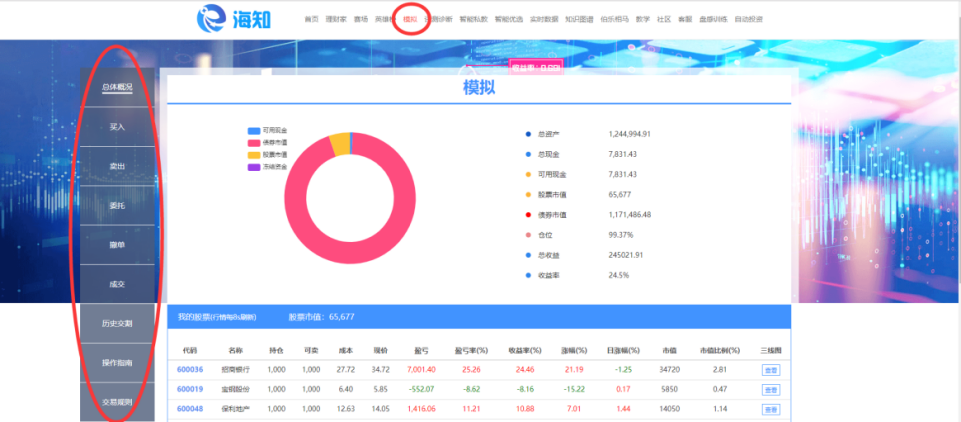 海知
首页 理财家 赛场 英雄榜 模拟 诊断 智能私教 智能优选 实时数据 知识图谱 伯乐相马 数学 社区 客服 盘感训练 自动投资
模拟
总体概况
买入
卖出
委托
撤单
成交
历史交割
操作指南
交易规则
可用现金
债券市值
股票市值
冻结资金
总资产 1,244,994.91
总现金 7,831.43
可用现金 7,831.43
股票市值 65,677
债券市值 1,171,486.48
仓位 99.37%
总收益 245021.91
收益率 24.5%
我的股票(行情每8s刷新) 股票市值：65,677
代码 名称 持仓 可卖 成本 现价 盈亏 盈亏率(%) 收益率(%) 涨幅(%) 日涨幅(%) 市值 市值比例(%) 三线图
600036 招商银行 1,000 1,000 27.72 34.72 7,001.40 25.26 24.46 21.19 -1.25 34720 2.81 查看
600019 宝钢股份 1,000 1,000 6.40 5.85 -552.07 -8.62 -8.16 -15.22 0.17 5850 0.47 查看
600048 保利地产 1,000 1,000 12.63 14.05 1,416.06 11.21 10.88 7.01 1.44 14050 1.14 查看